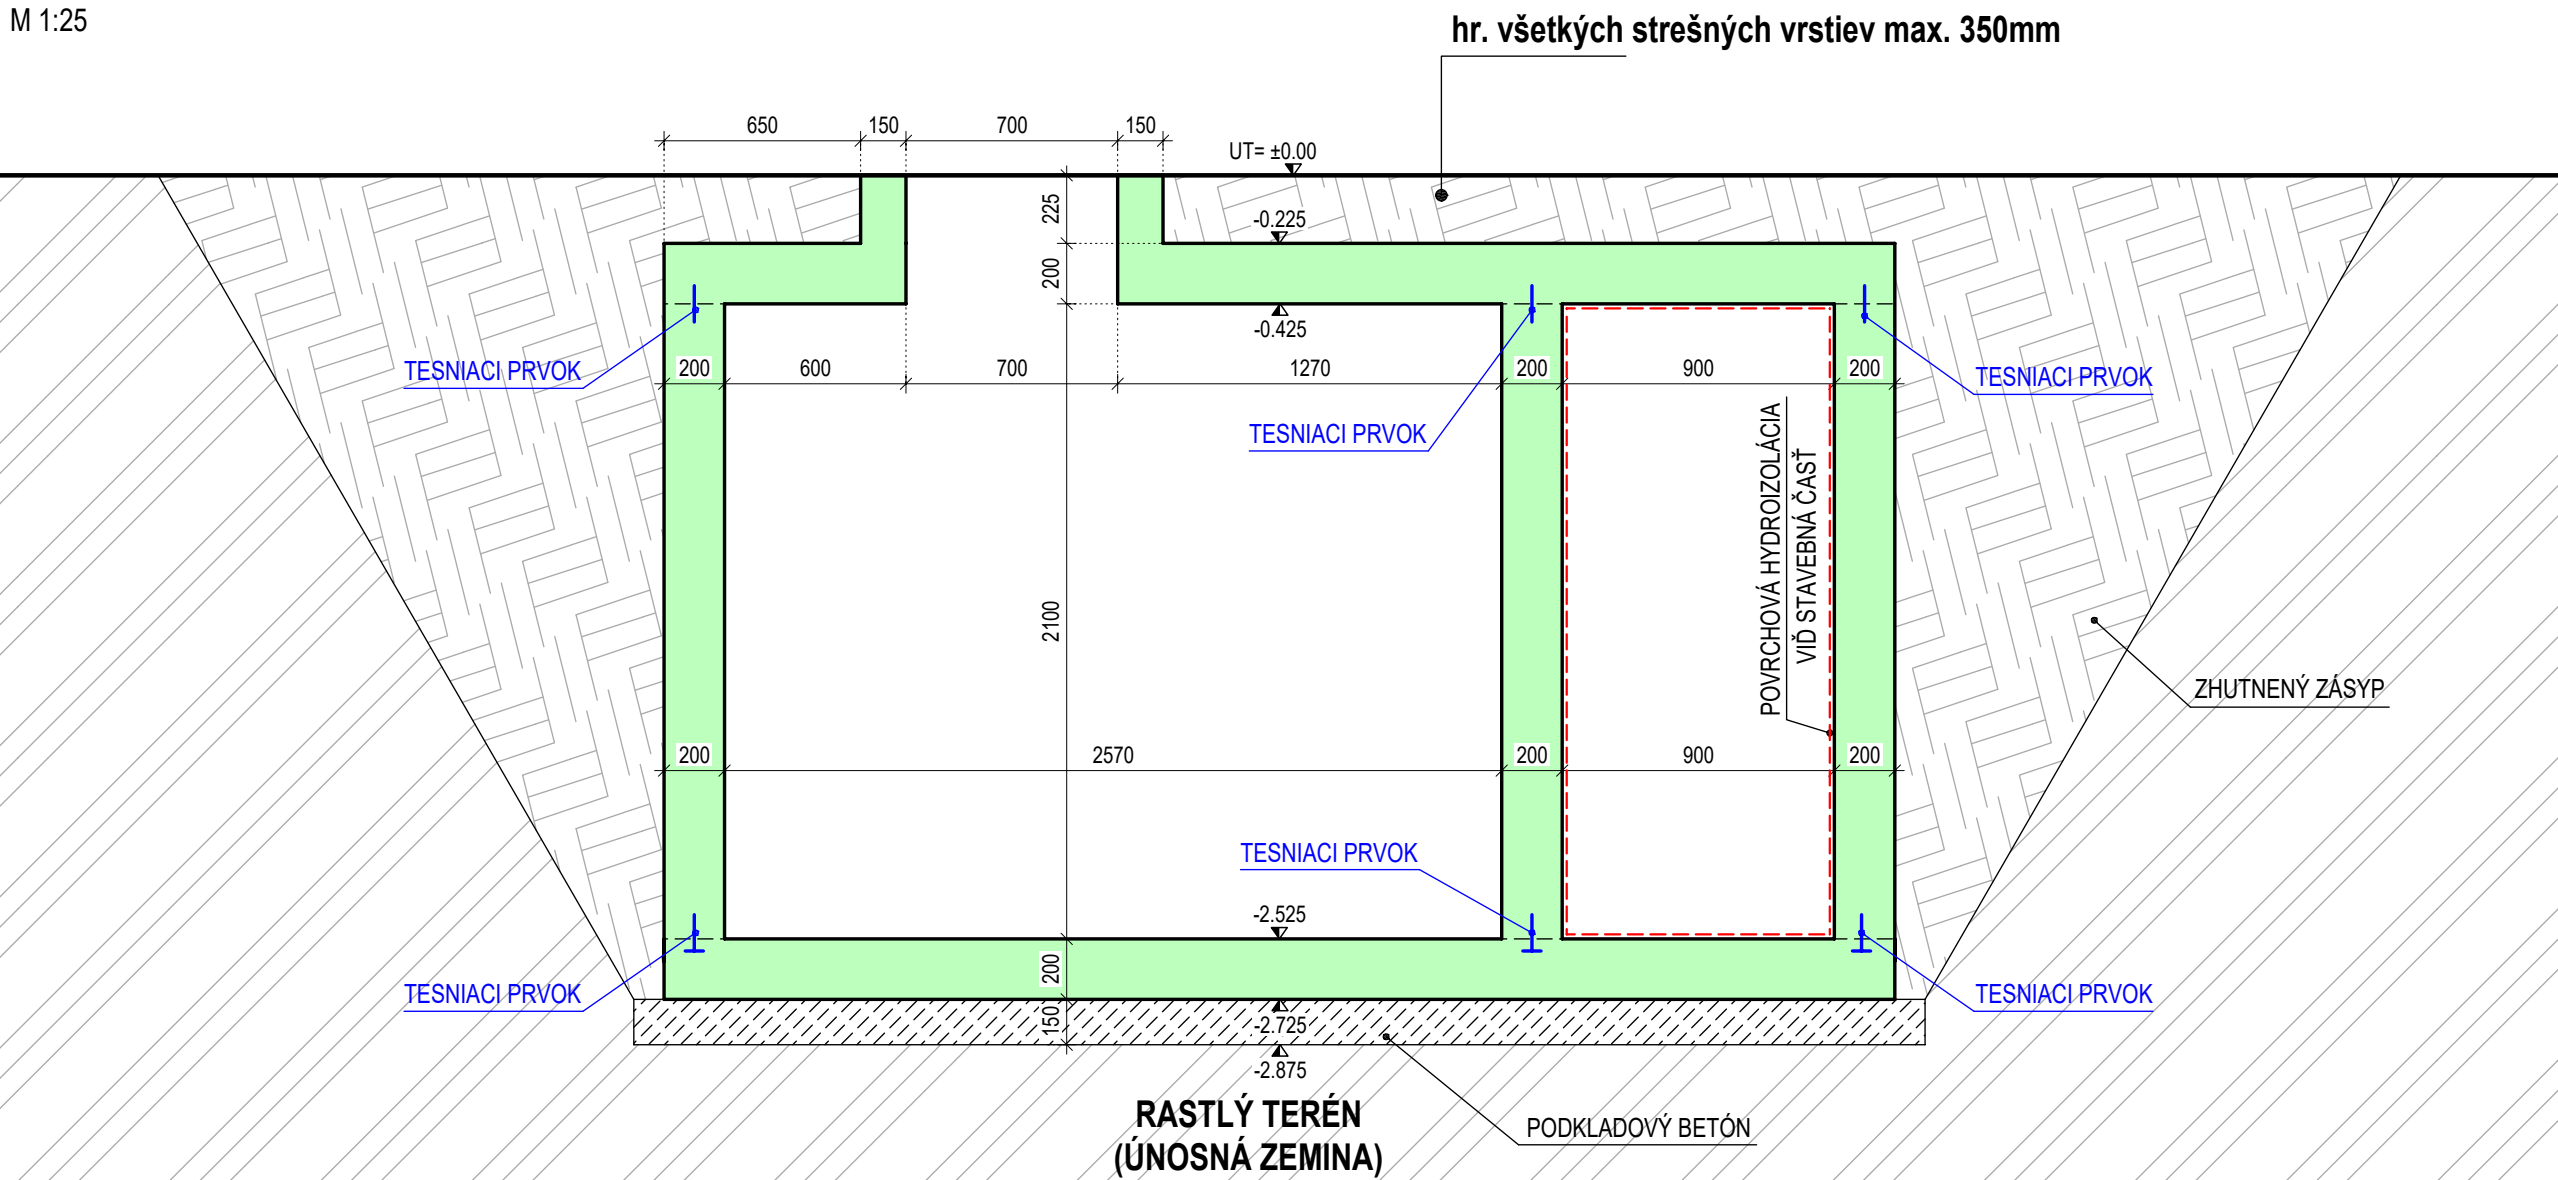 M 1:25
hr. všetkých strešných vrstiev max. 350mm
650
150
700
150
UT= ±0.00
225
-0.225
200
-0.425
TESNIACI PRVOK
200
600
700
1270
200
900
200
TESNIACI PRVOK
TESNIACI PRVOK
POVRCHOVÁ HYDROIZOLÁCIA
VIĎ STAVEBNÁ ČASŤ
2100
ZHUTNENÝ ZÁSYP
200
2570
200
900
200
TESNIACI PRVOK
-2.525
200
TESNIACI PRVOK
TESNIACI PRVOK
150
-2.725
-2.875
RASTLÝ TERÉN
(ÚNOSNÁ ZEMINA)
PODKLADOVÝ BETÓN